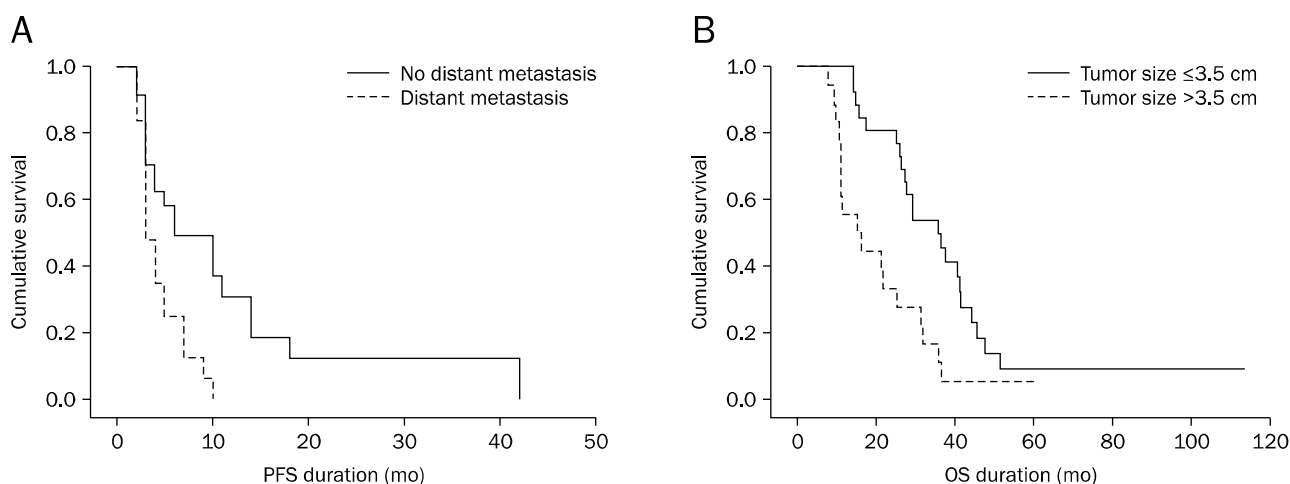 A
1.0
0.8
0.6
0.4
0.2
0.0
Cumulative survival
No distant metastasis
Distant metastasis
0 10 20 30 40 50
PFS duration (mo)
B
1.0
0.8
0.6
0.4
0.2
0.0
Cumulative survival
Tumor size ≤3.5 cm
Tumor size >3.5 cm
0 20 40 60 80 100 120
OS duration (mo)